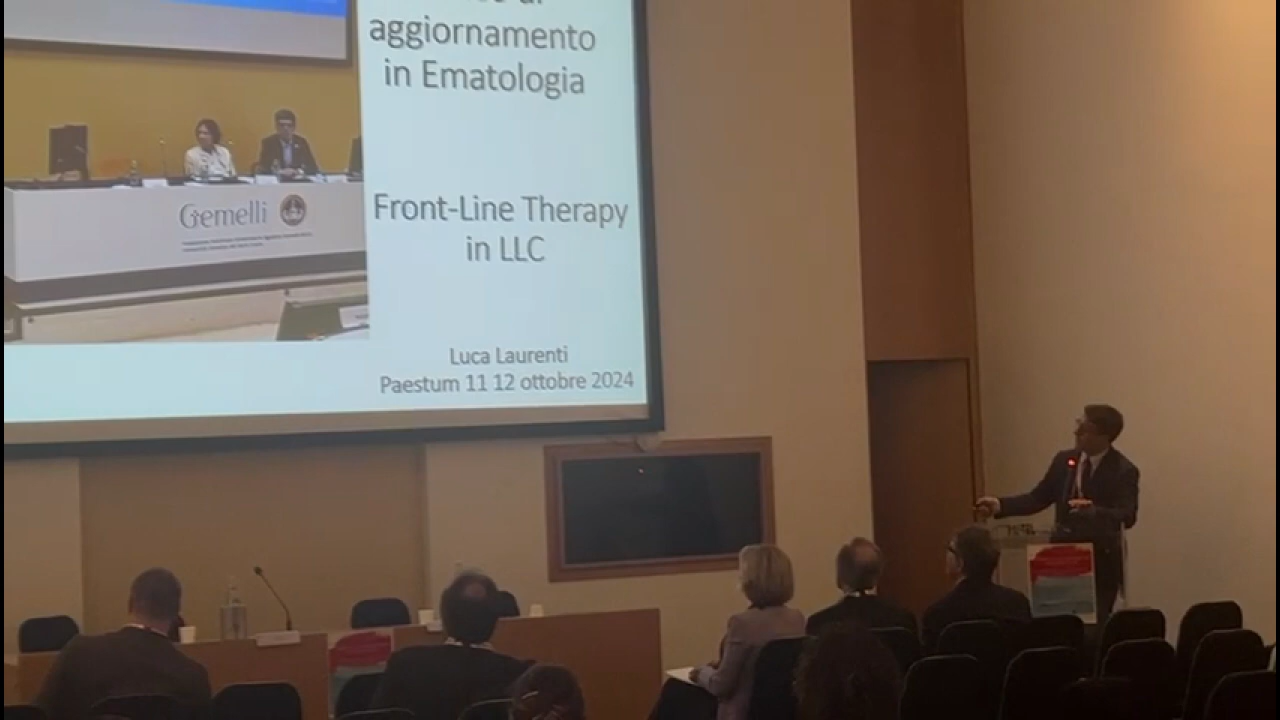 aggiornamento
in Ematologia
Gemelli
Front-Line Therapy
in LLC
Luca Laurenti
Paestum 11 12 ottobre 2024